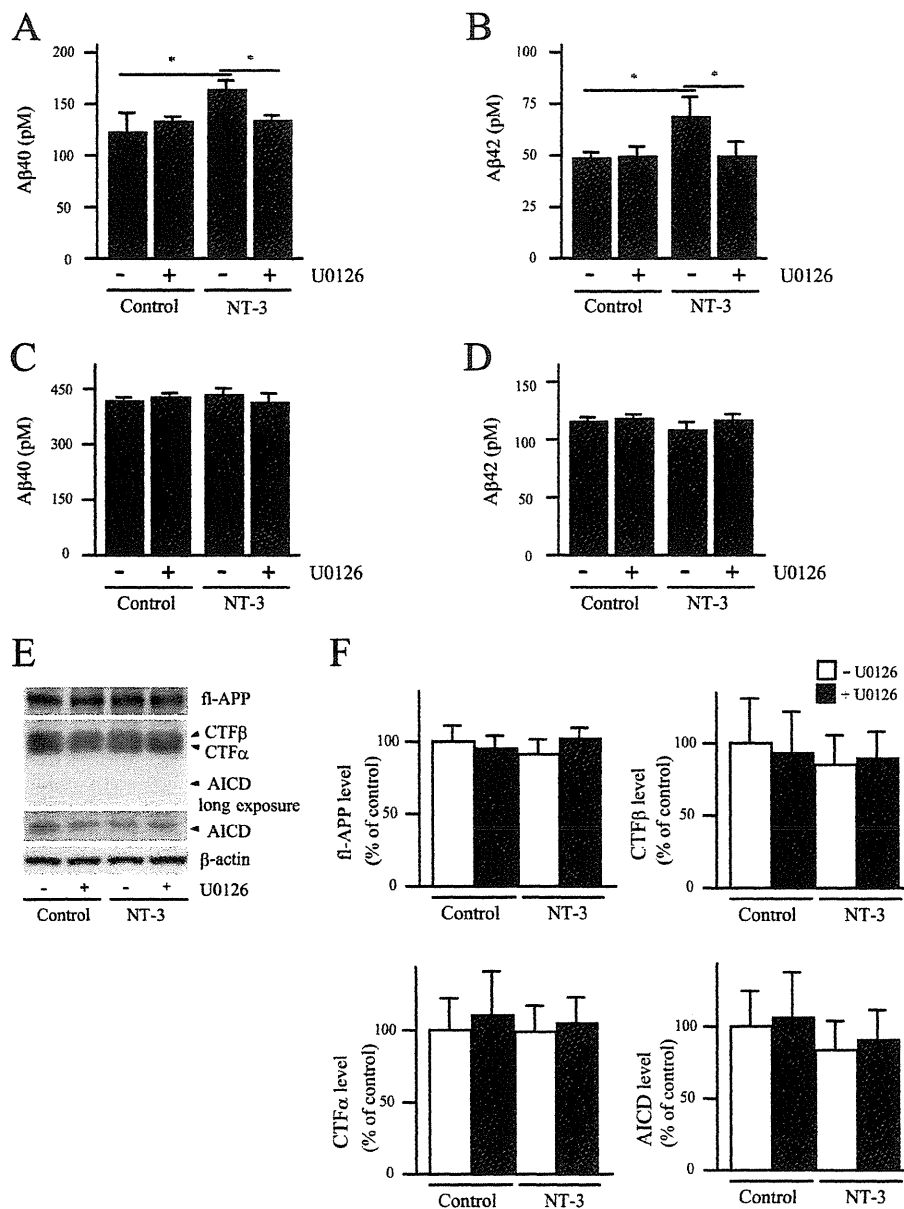 A
200
150
100
50
0
Aβ40 (pM)
*
*
-
+
-
+
U0126
Control
NT-3
B
100
75
50
25
0
Aβ42 (pM)
*
*
-
+
-
+
U0126
Control
NT-3
C
450
300
150
0
Aβ40 (pM)
-
+
-
+
U0126
Control
NT-3
D
150
100
50
0
Aβ42 (pM)
-
+
-
+
U0126
Control
NT-3
E
fl-APP
CTFβ
CTFα
AICD
long exposure
AICD
β-actin
-
+
-
+
U0126
Control
NT-3
F
- U0126
+ U0126
100
50
0
fl-APP level
(% of control)
Control
NT-3
100
50
0
CTFβ level
(% of control)
Control
NT-3
100
50
0
CTFα level
(% of control)
Control
NT-3
100
50
0
AICD level
(% of control)
Control
NT-3